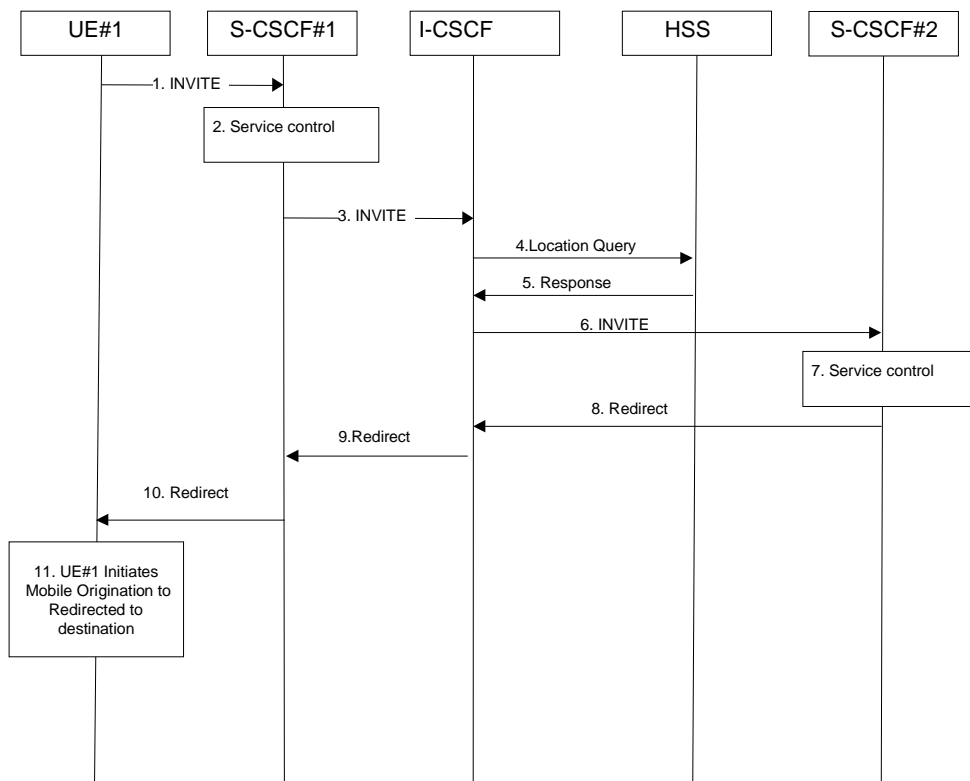 UE#1
S-CSCF#1
I-CSCF
HSS
S-CSCF#2
1. INVITE
2. Service control
3. INVITE
4.Location Query
5. Response
6. INVITE
7. Service control
8. Redirect
9.Redirect
10. Redirect
11. UE#1 Initiates
Mobile Origination to
Redirected to
destination